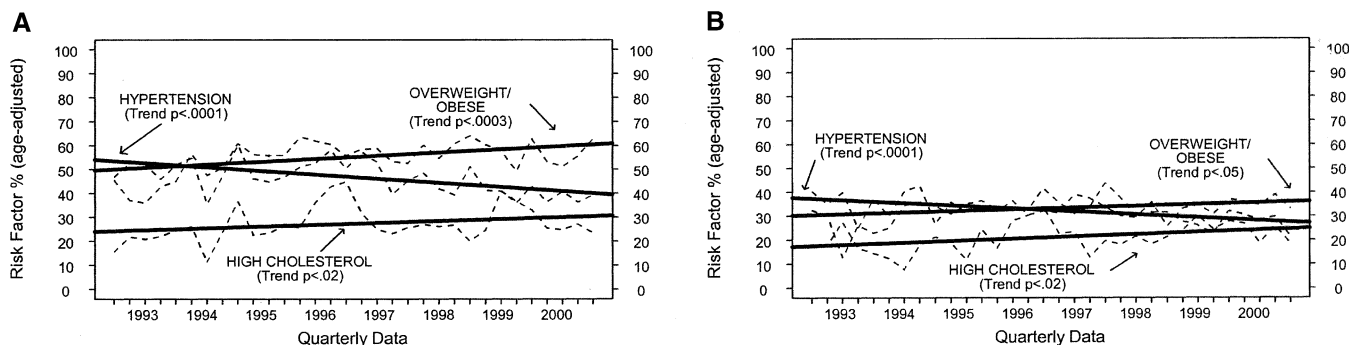 A
Risk Factor % (age-adjusted)
100
90
80
70
60
50
40
30
20
10
0
HYPERTENSION
(Trend p<.0001)
OVERWEIGHT/
OBESE
(Trend p<.0003)
HIGH CHOLESTEROL
(Trend p<.02)
100
90
80
70
60
50
40
30
20
10
0
1993 1994 1995 1996 1997 1998 1999 2000
Quarterly Data
B
Risk Factor % (age-adjusted)
100
90
80
70
60
50
40
30
20
10
0
HYPERTENSION
(Trend p<.0001)
OVERWEIGHT/
OBESE
(Trend p<.05)
HIGH CHOLESTEROL
(Trend p<.02)
100
90
80
70
60
50
40
30
20
10
0
1993 1994 1995 1996 1997 1998 1999 2000
Quarterly Data